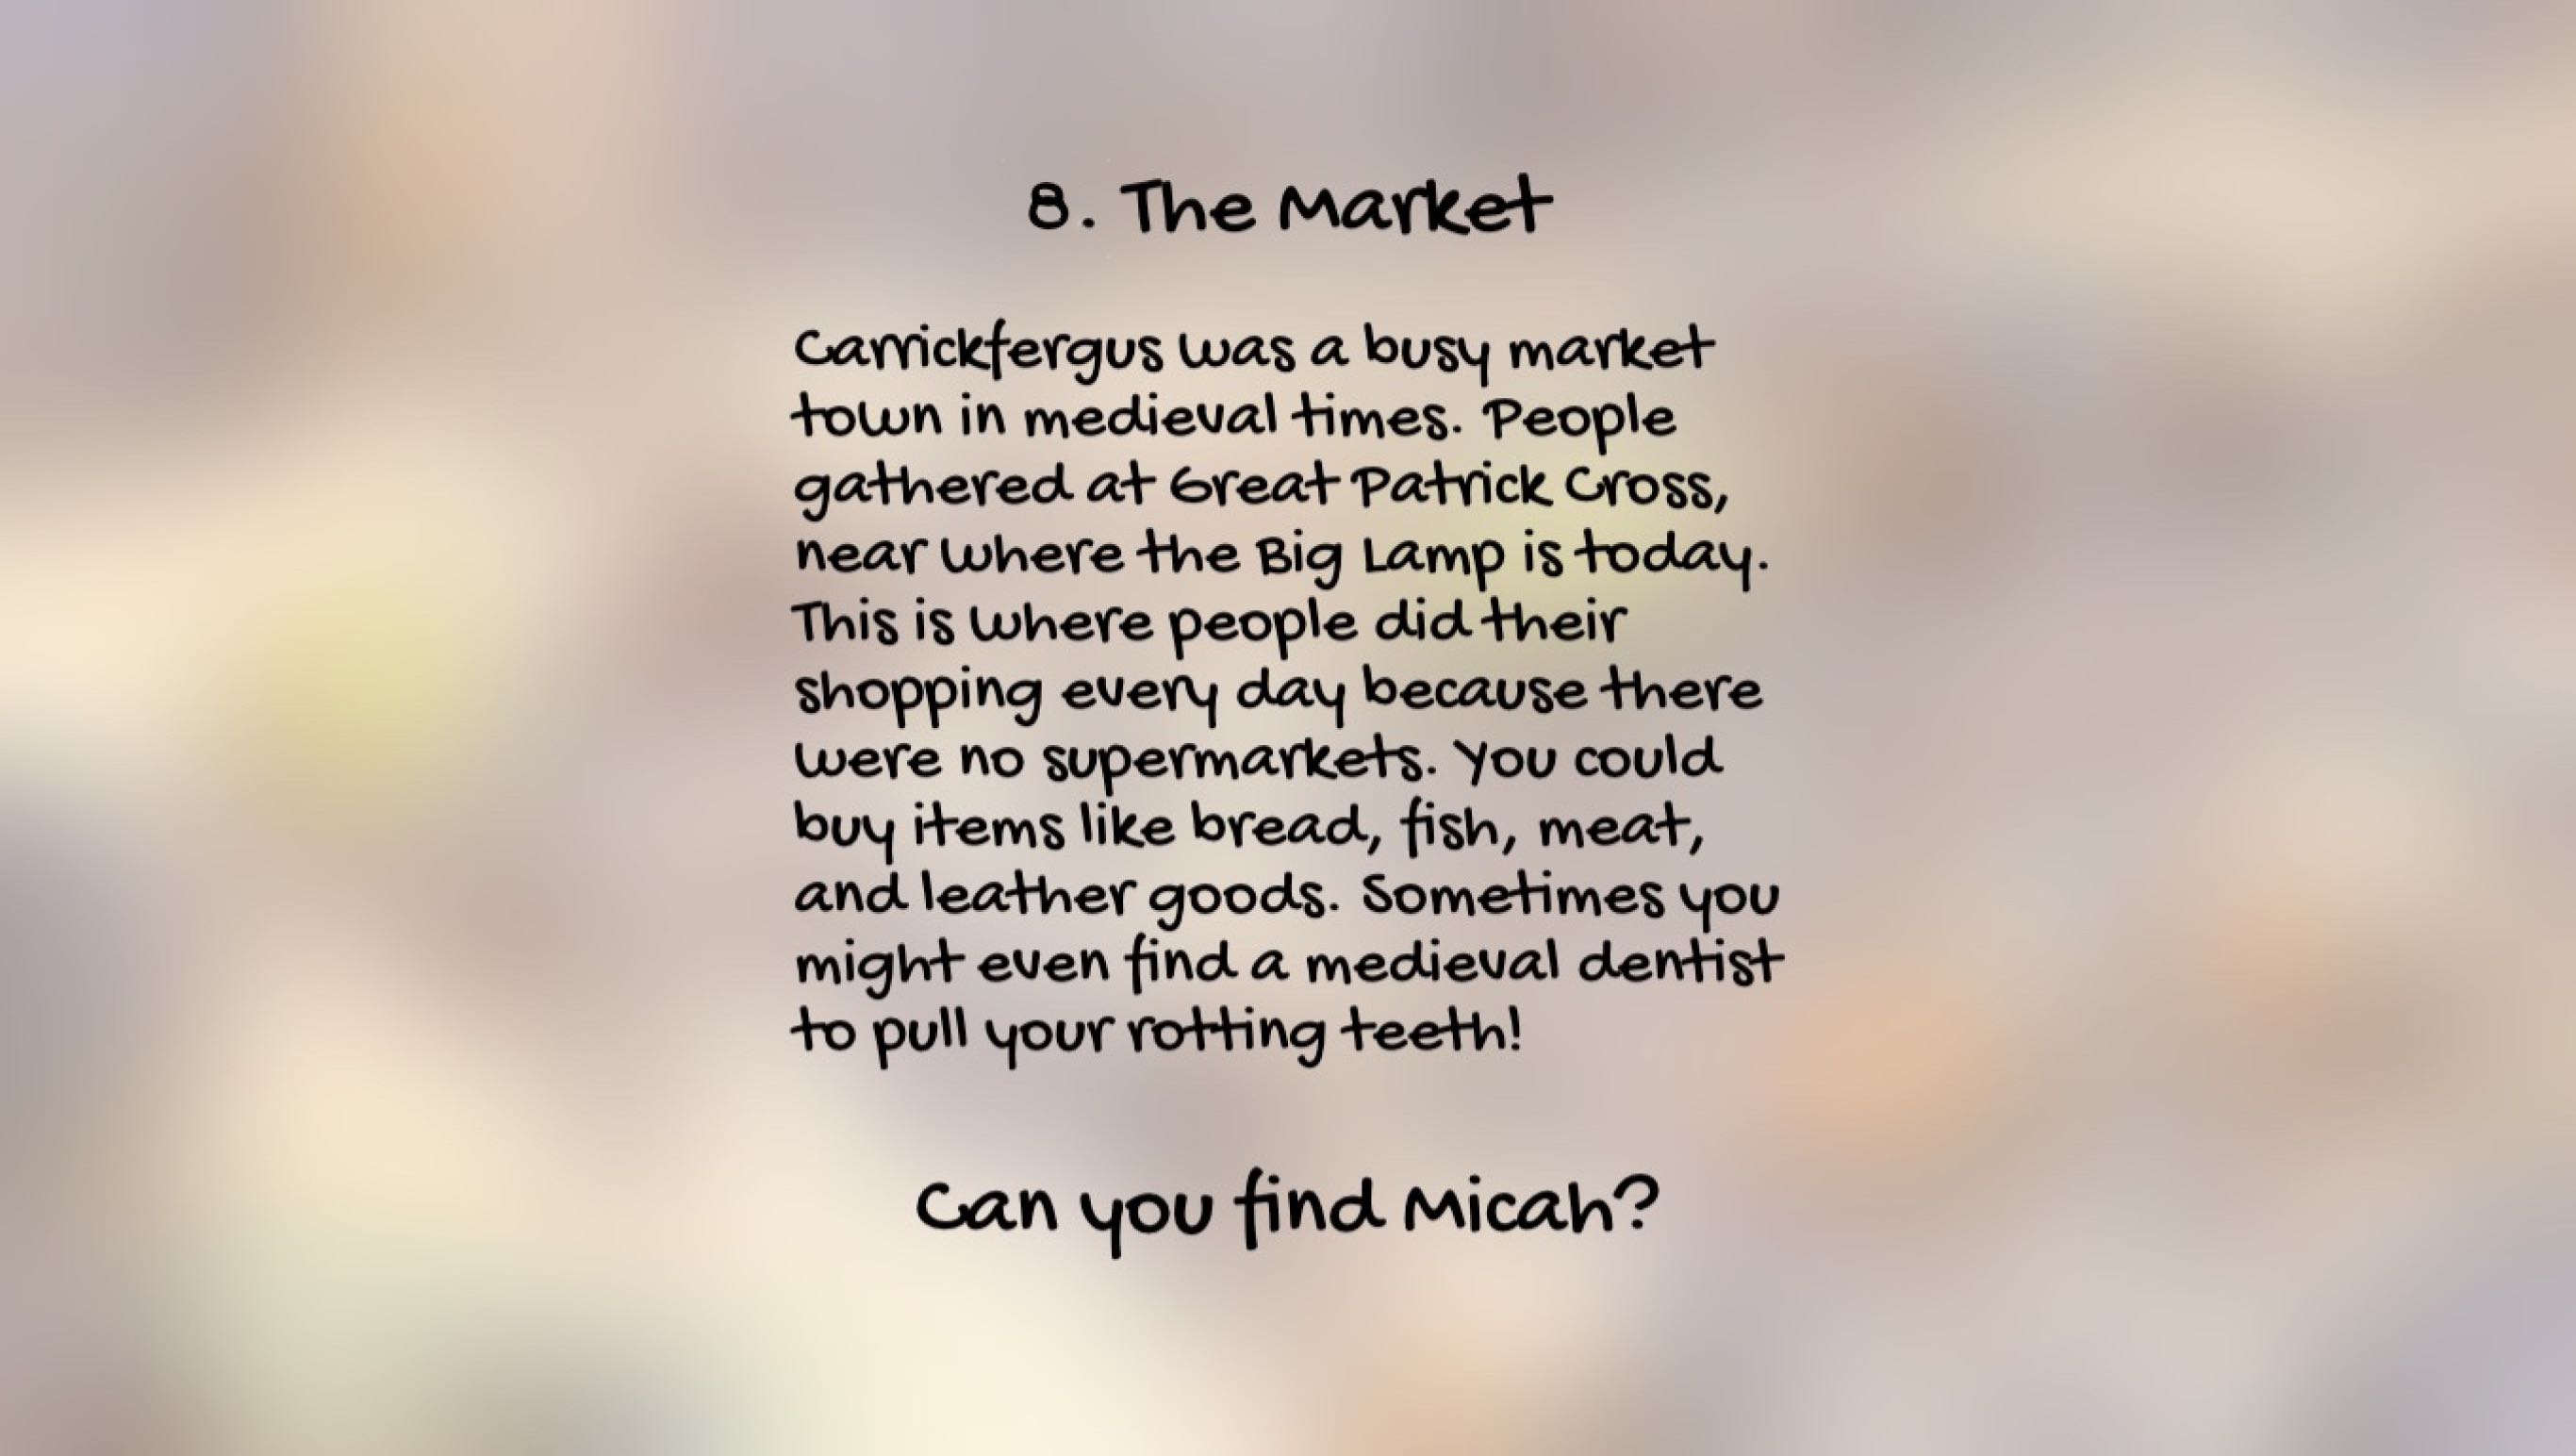 8. The Market
Carrickfergus was a busy market
town in medieval times. People
gathered at Great Patrick Cross,
near where the Big Lamp is today.
This is where people did their
shopping every day because there
were no supermarkets. You could
buy items like bread, fish, meat,
and leather goods. Sometimes you
might even find a medieval dentist
to pull your rotting teeth!
Can you find Micah?